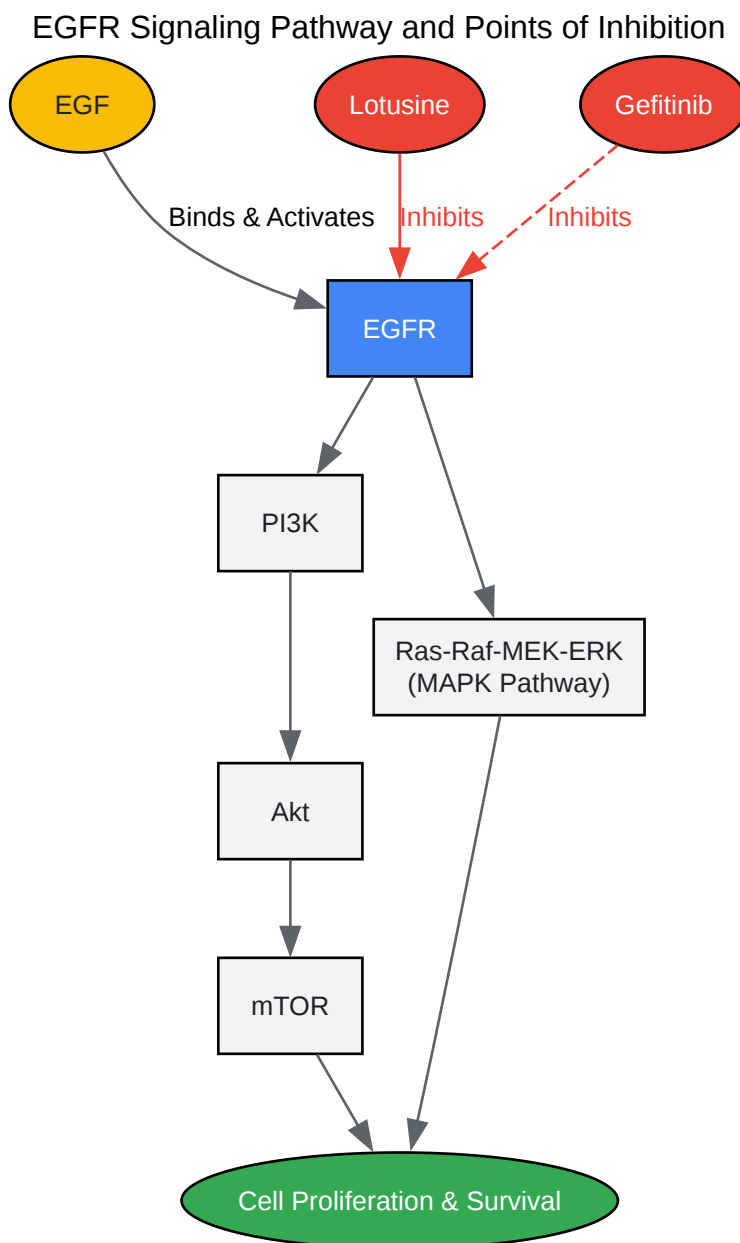 EGFR Signaling Pathway and Points of Inhibition
EGF
Lotusine
Gefitinib
Binds & Activates
Inhibits
Inhibits
EGFR
PI3K
Ras-Raf-MEK-ERK
(MAPK Pathway)
Akt
mTOR
Cell Proliferation & Survival